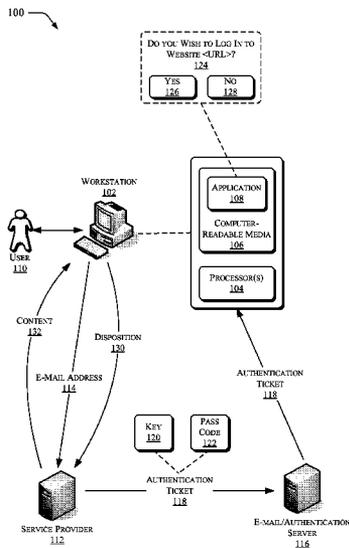 100
DO YOU WISH TO LOG IN TO
WEBSITE <URL>?
124
YES
126
NO
128
WORKSTATION
102
APPLICATION
108
COMPUTER-
READABLE MEDIA
106
PROCESSOR(S)
104
USER
110
CONTENT
132
DISPOSITION
130
E-MAIL ADDRESS
114
AUTHENTICATION
TICKET
118
KEY
120
PASS
CODE
122
AUTHENTICATION
TICKET
118
SERVICE PROVIDER
112
E-MAIL/AUTHENTICATION
SERVER
116